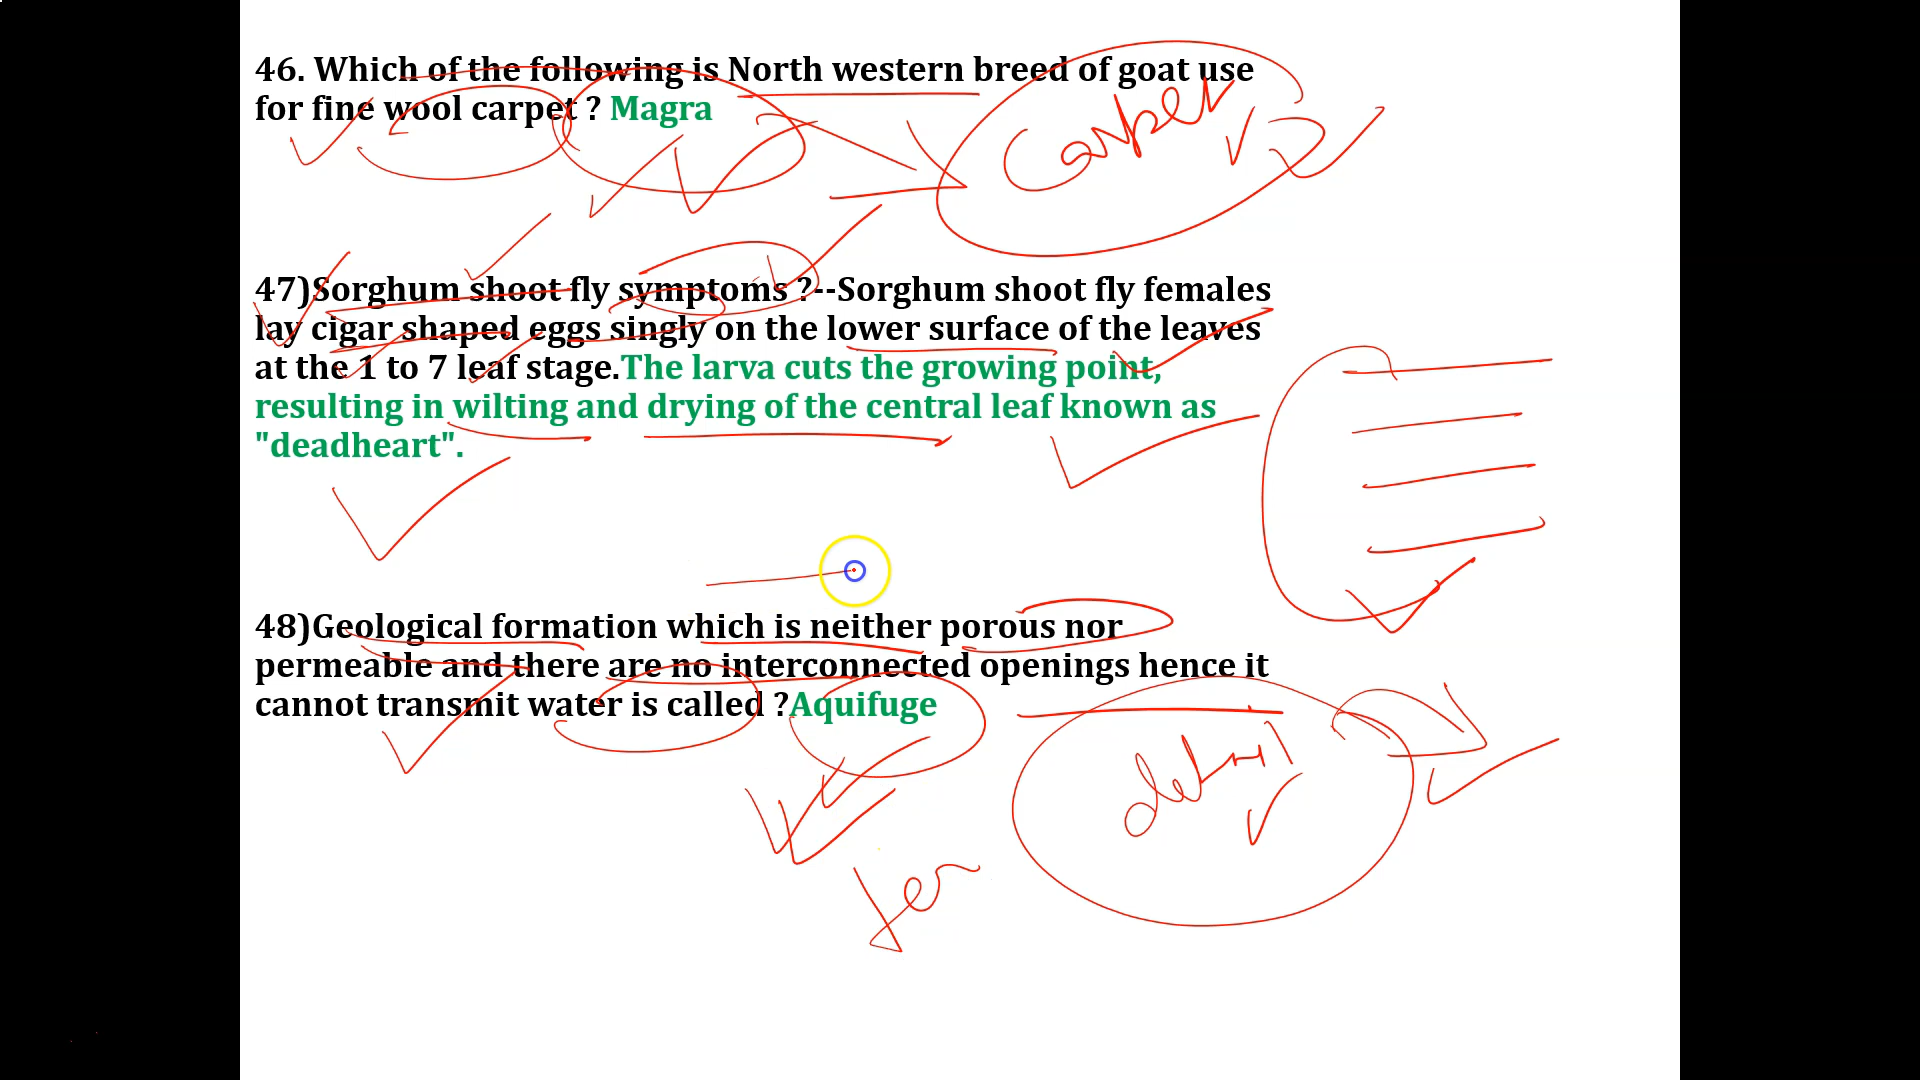 46. Which of the following is North western breed of goat use
for fine wool carpet ? Magra
Carpet
47)Sorghum shoot fly symptoms ?--Sorghum shoot fly females
lay cigar shaped eggs singly on the lower surface of the leaves
at the 1 to 7 leaf stage.The larva cuts the growing point,
resulting in wilting and drying of the central leaf known as
"deadheart".
48)Geological formation which is neither porous nor
permeable and there are no interconnected openings hence it
cannot transmit water is called ?Aquifuge